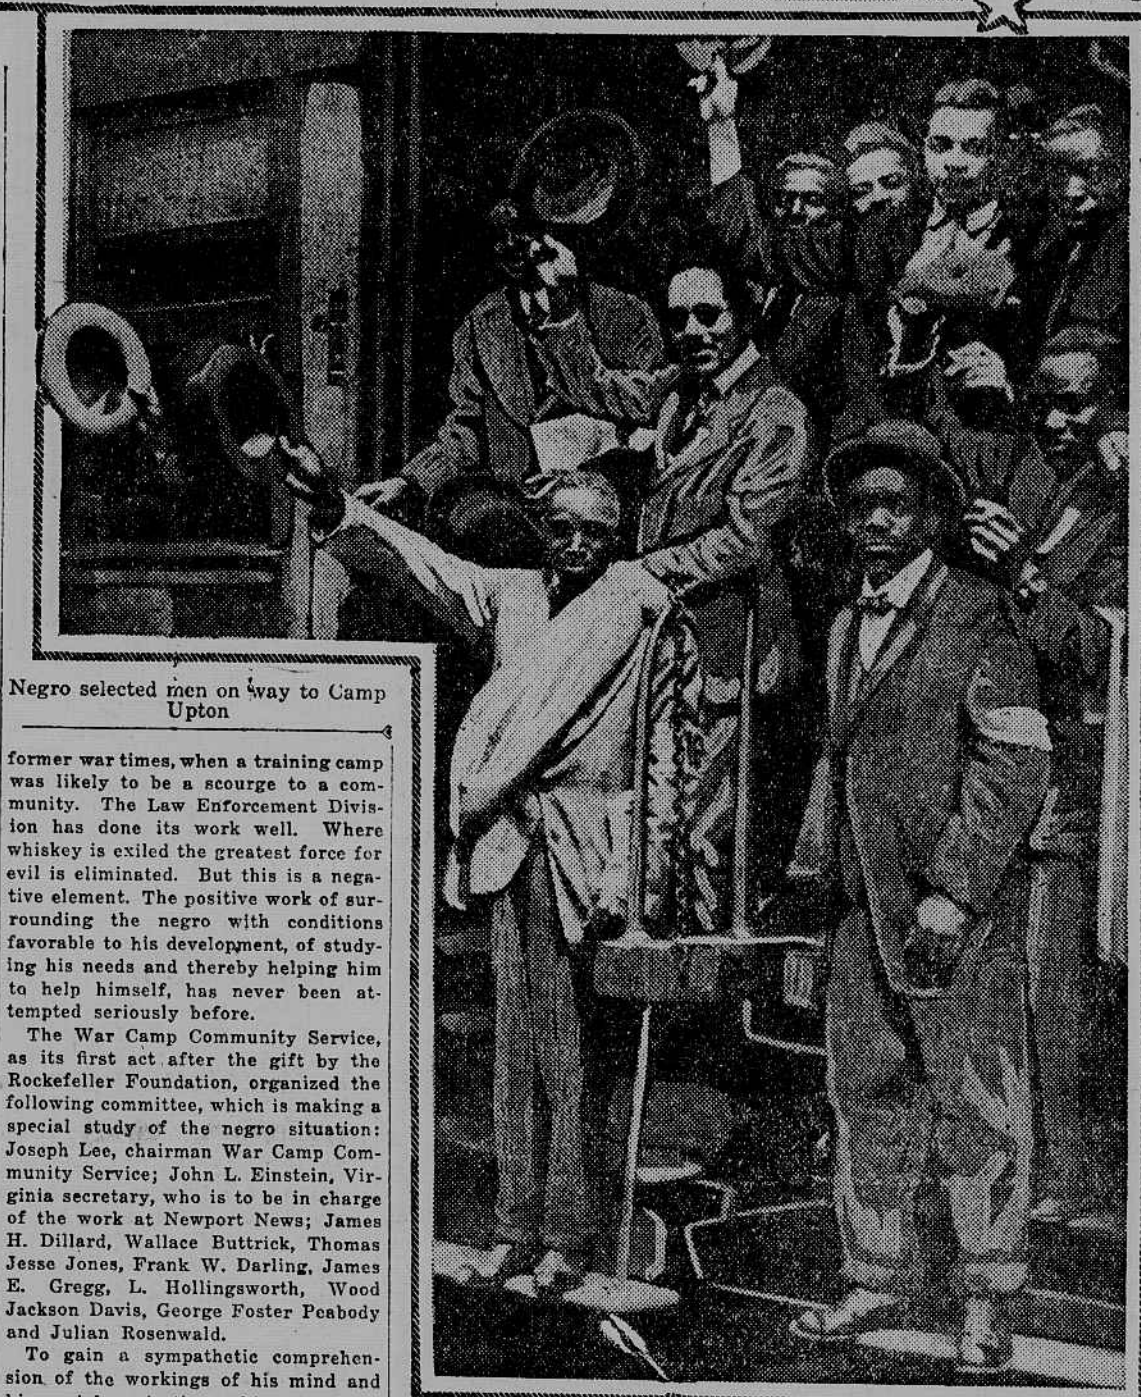 Negro selected men on way to Camp
Upton
former war times, when a training camp
was likely to be a scourge to a com-
munity. The Law Enforcement Divis-
ion has done its work well. Where
whiskey is exiled the greatest force for
evil is eliminated. But this is a nega-
tive element. The positive work of sur-
rounding the negro with conditions
favorable to his development, of study-
ing his needs and thereby helping him
to help himself, has never been at-
tempted seriously before.
The War Camp Community Service,
as its first act after the gift by the
Rockefeller Foundation, organized the
following committee, which is making a
special study of the negro situation:
Joseph Lee, chairman War Camp Com-
munity Service; John L. Einstein, Vir-
ginia secretary, who is to be in charge
of the work at Newport News; James
H. Dillard, Wallace Buttrick, Thomas
Jesse Jones, Frank W. Darling, James
E. Gregg, L. Hollingsworth, Wood
Jackson Davis, George Foster Peabody
and Julian Rosenwald.
To gain a sympathetic comprehen-
sion of the workings of his mind and